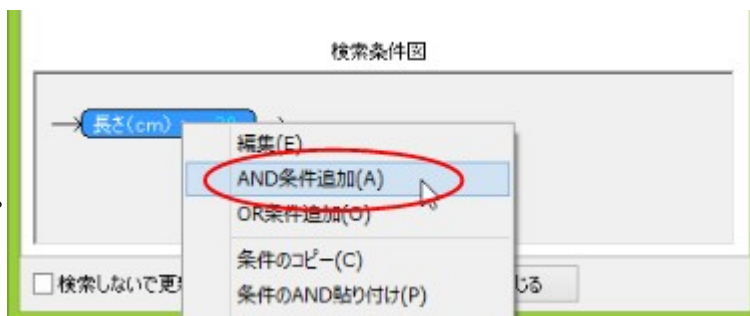 検索条件図
長さ(cm)
編集(E)
AND条件追加(A)
OR条件追加(O)
条件のコピー(C)
検索しないで更
じる
条件のAND貼り付け(P)